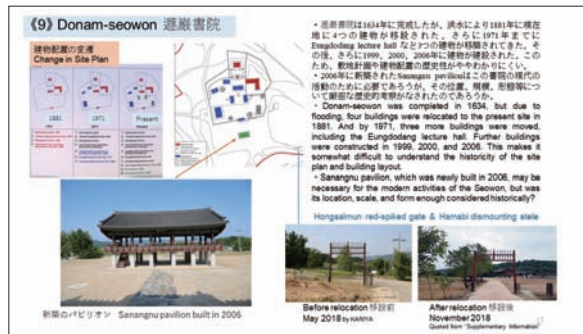 《9》 Donam-seowon 遯巌書院
建物配置の変遷
Change in Site Plan
1881
1971
Present
・遯巌書院は1634年に完成したが、洪水により1881年に現在
地に4つの建物が移設された。さらに1971年までに
Eungdodang lecture hall など3つの建物が移築されてきた。そ
の後、さらに1999、2000、2006年に建物が建設された。こ
のため、敷地計画や建物配置の歴史性がややわかりにくい。
・2006年に新築されたSanangnu pavilionはこの書院の現代の
活動のために必要であろうが、その位置、規模、形態等につ
いて厳密な歴史的考察がなされたのであろうか。
・Donam-seowon was completed in 1634, but due to
flooding, four buildings were relocated to the present site in
1881. And by 1971, three more buildings were moved,
including the Eungdodang lecture hall. Further buildings
were constructed in 1999, 2000, and 2006. This makes it
somewhat difficult to understand the historicity of the site
plan and building layout.
・Sanangnu pavilion, which was newly built in 2006, may be
necessary for the modern activities of the Seowon, but was
its location, scale, and form enough considered historically?
Hongsalmun red-spiked gate & Hamabi dismounting stele
新築のパビリオン Sanangnu pavilion built in 2006
Before relocation 移設前
May 2018 by KARIYA
After relocation 移設後
November 2018
Quoted from "Supplementary Information"
17